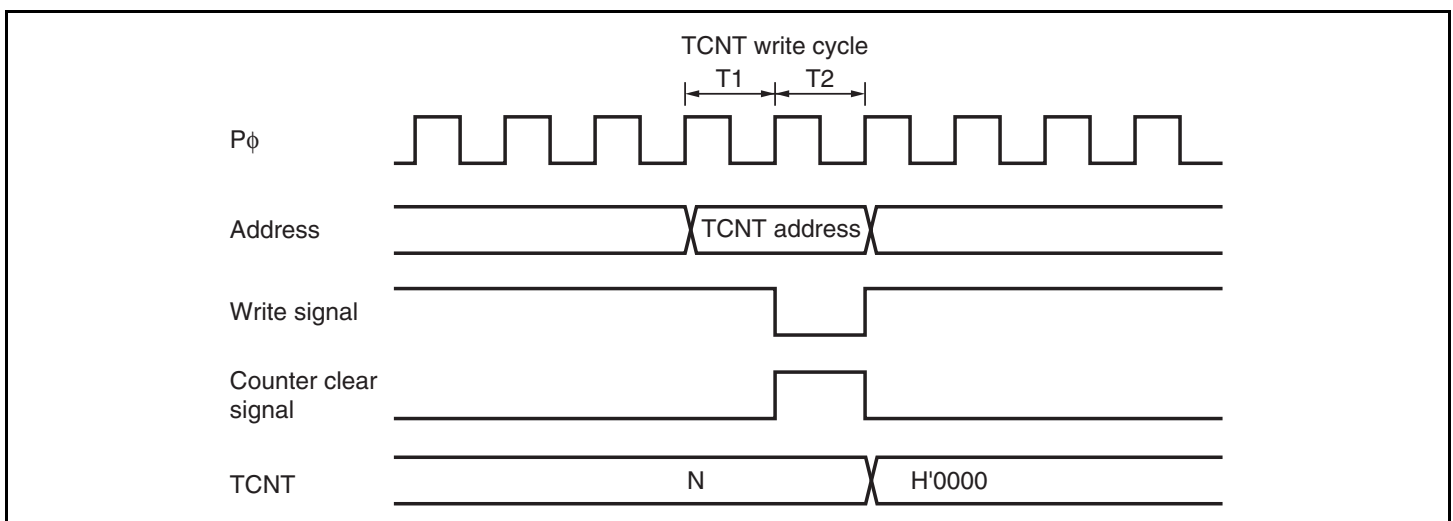 TCNT write cycle
T1 T2
Pϕ
Address
TCNT address
Write signal
Counter clear
signal
TCNT
N
H'0000